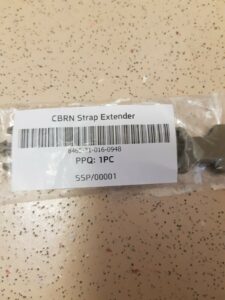 CBRN Strap Extender
PPQ: 1PC
SSP/00001